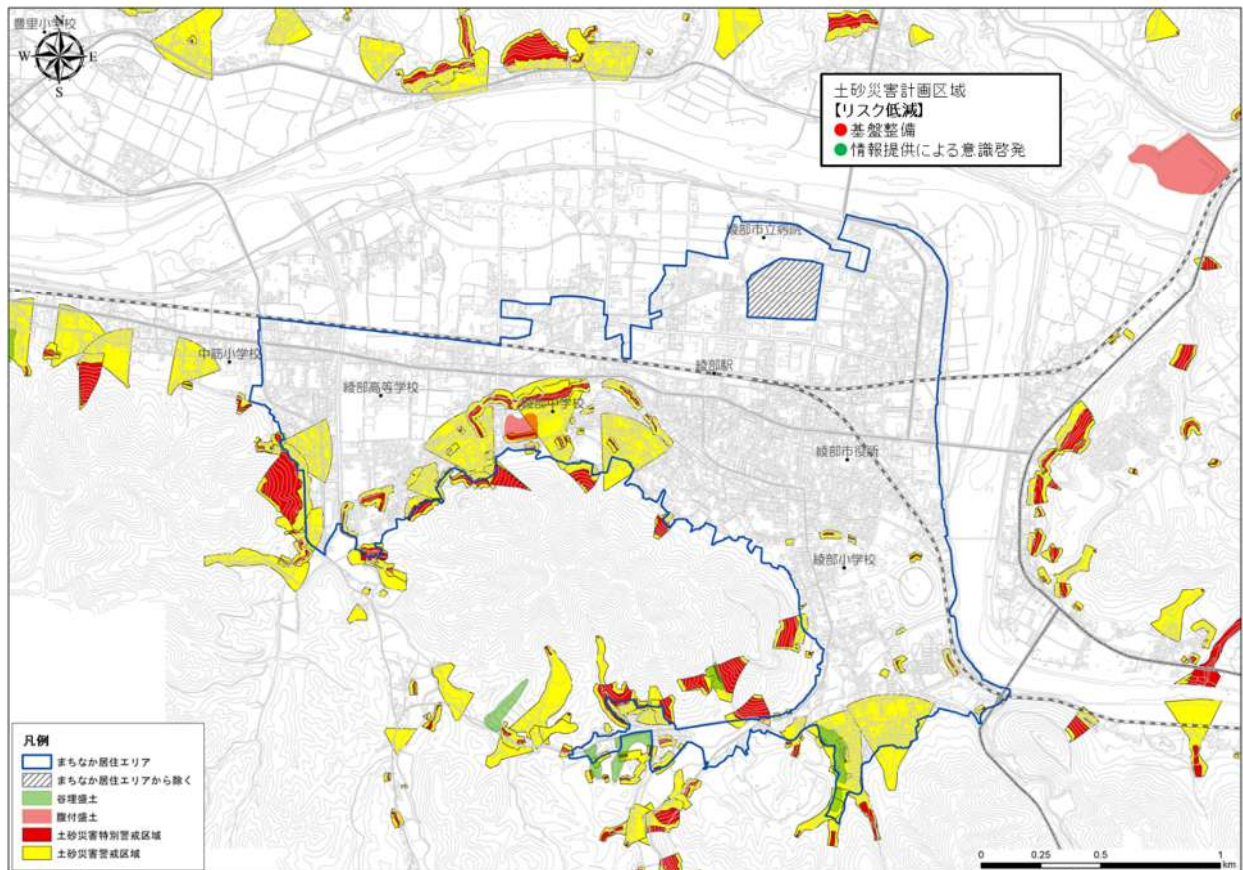 豊里小学校
N
W
E
S
土砂災害計画区域
【リスク低減】
基盤整備
情報提供による意識啓発
綾部市立病院
中筋小学校
綾部駅
綾部高等学校
綾部中学校
綾部市役所
綾部小学校
凡例
まちなか居住エリア
まちなか居住エリアから除く
谷埋盛土
腹付盛土
土砂災害特別警戒区域
土砂災害警戒区域
0 0.25 0.5 1
km